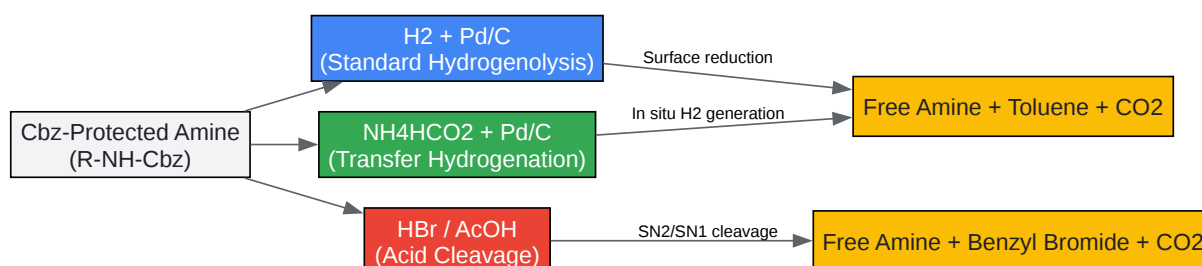 H2 + Pd/C
(Standard Hydrogenolysis)
Surface reduction
Cbz-Protected Amine
(R-NH-Cbz)
NH4HCO2 + Pd/C
(Transfer Hydrogenation)
In situ H2 generation
Free Amine + Toluene + CO2
HBr / AcOH
(Acid Cleavage)
SN2/SN1 cleavage
Free Amine + Benzyl Bromide + CO2